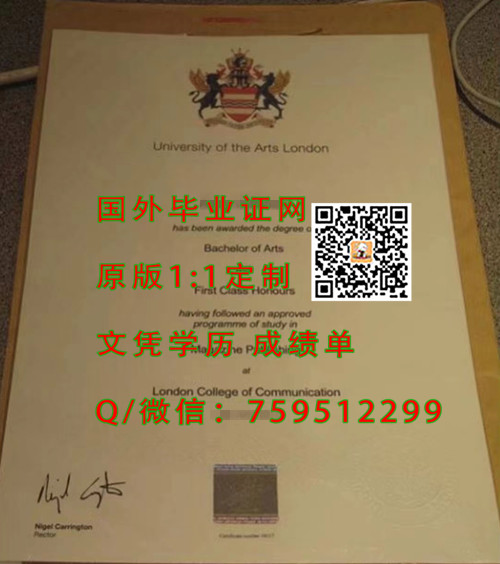 University of the Arts London
国外毕业证网
has been awarded the degree
Bachelor of Arts
原版1:1定制
First Class Honours
having followed an approved
programme of study in
文凭学历 成绩单
at
London College of Communication
Q/微信：759512299
Nigel Carrington
Rector
Certificate number